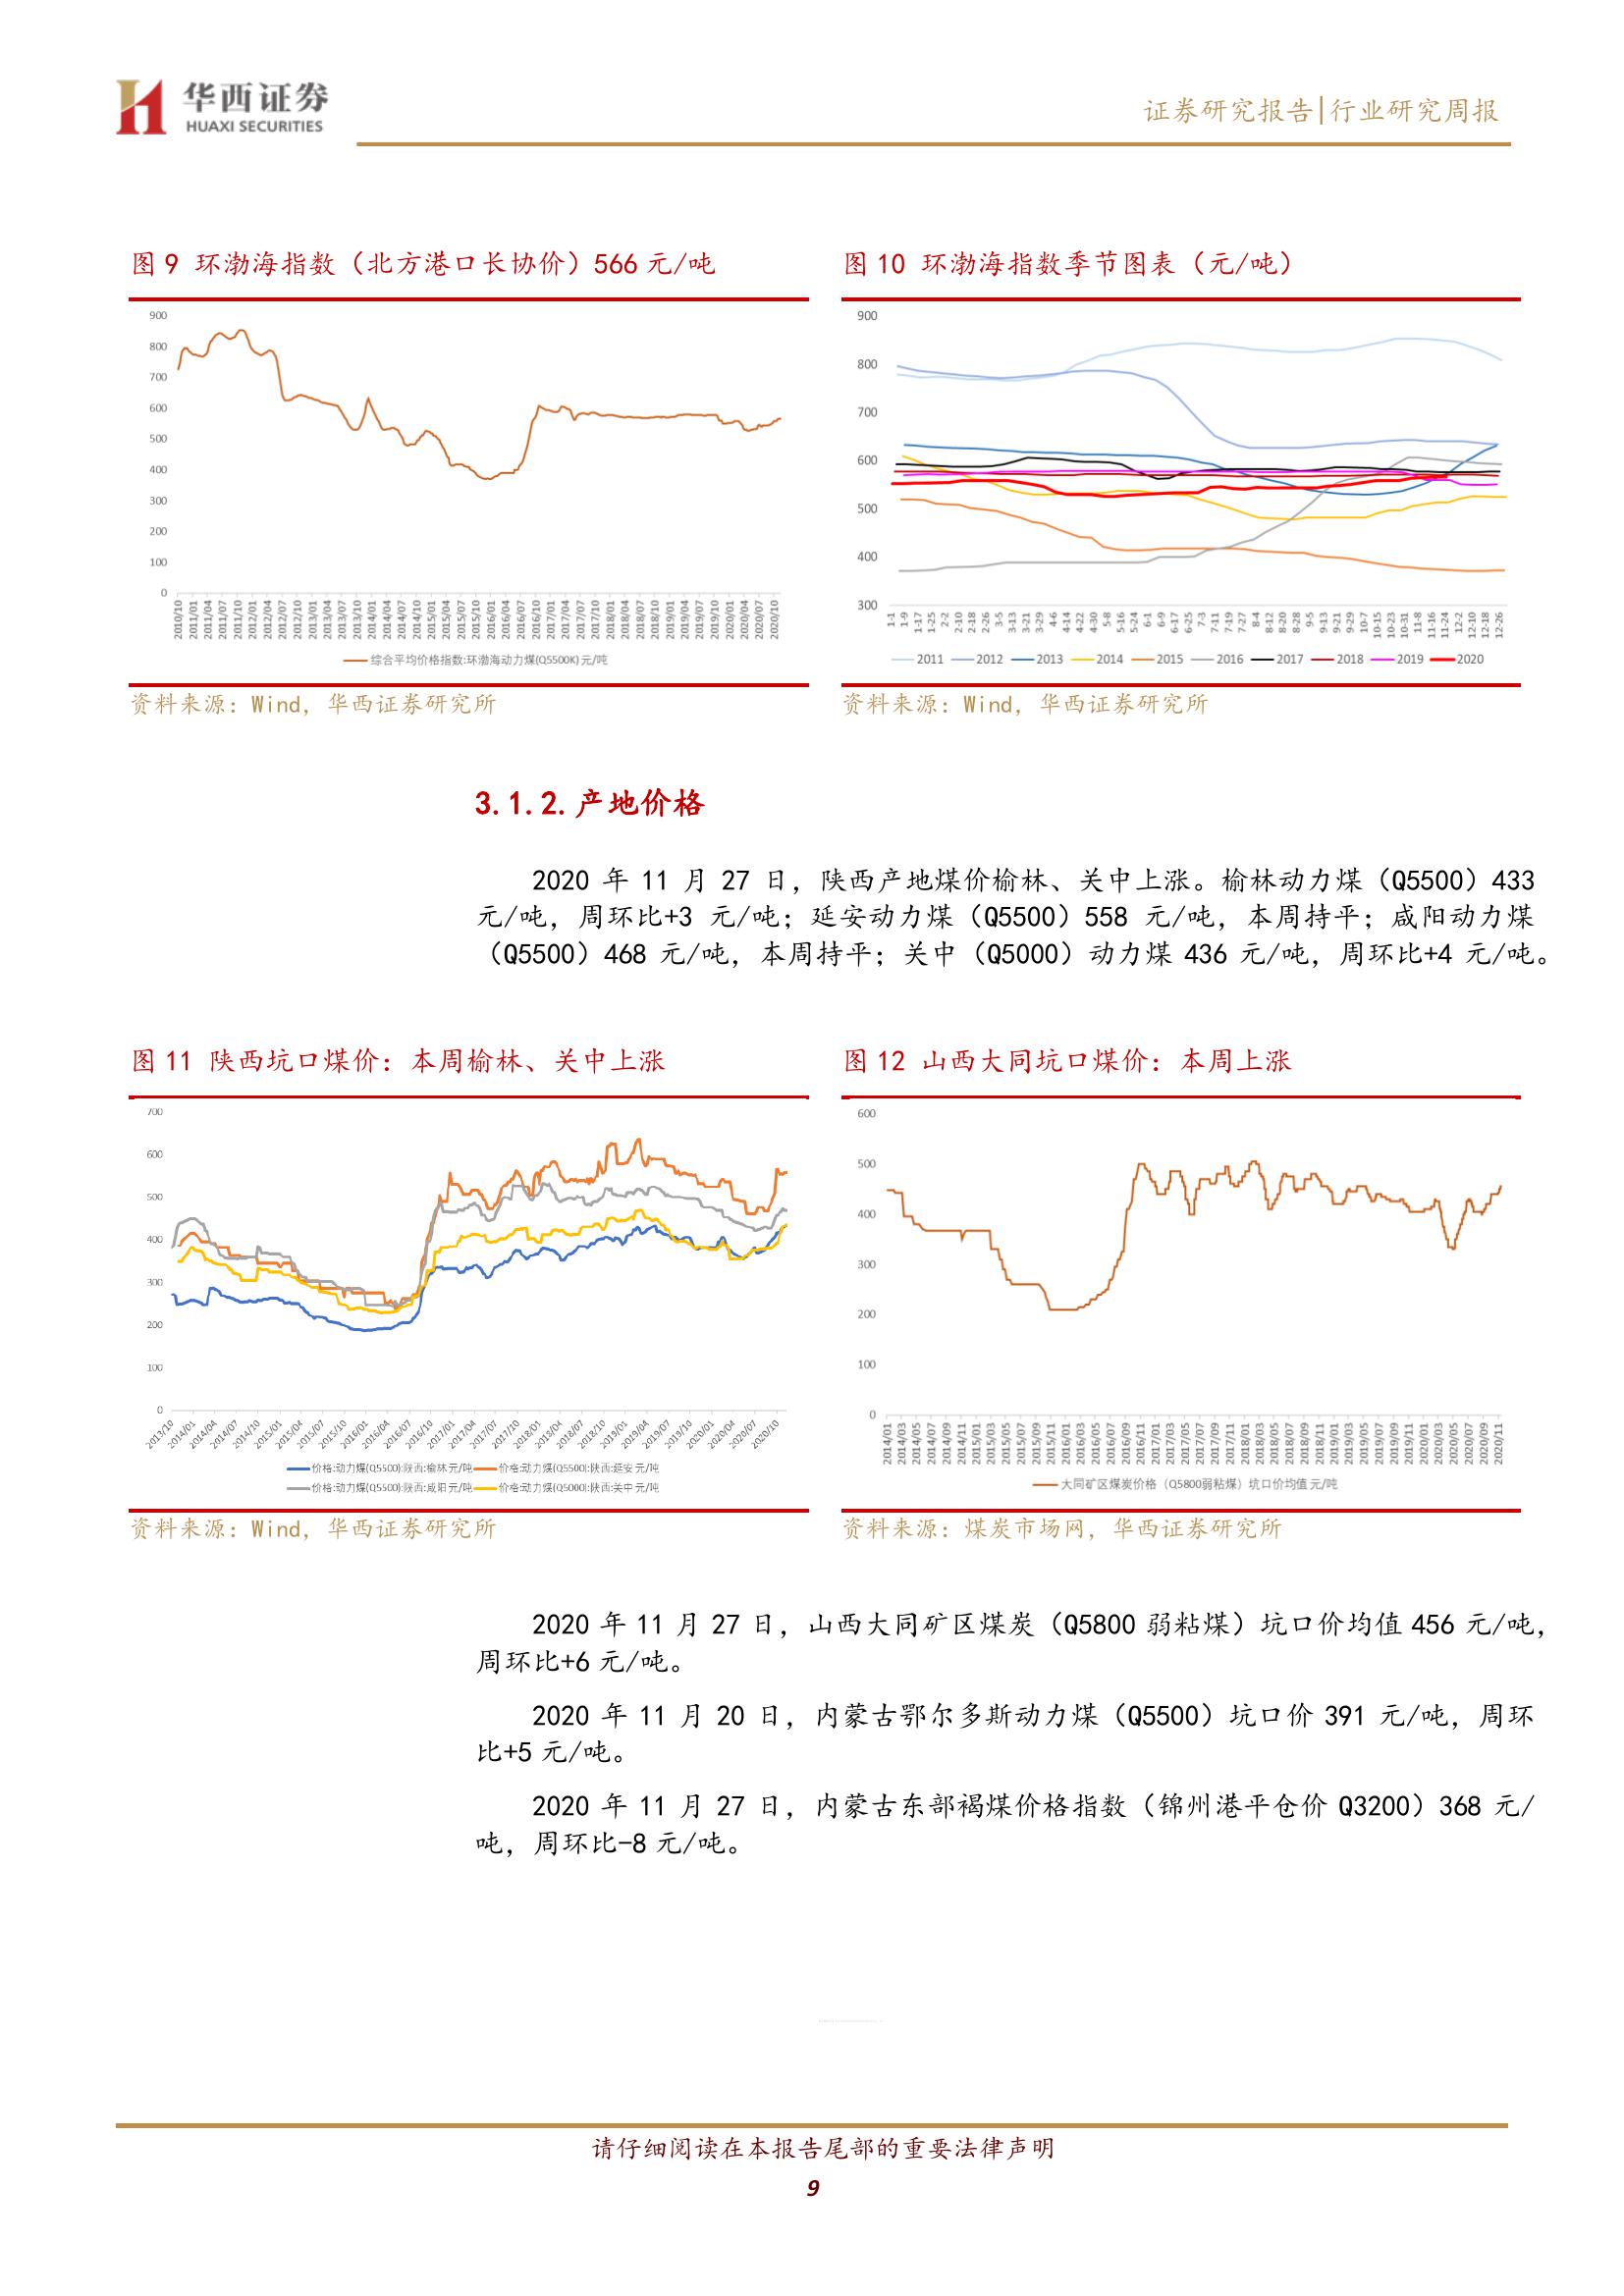 华西证券
HUAXI SECURITIES
证券研究报告|行业研究周报
图 9 环渤海指数（北方港口长协价）566 元/吨
图 10 环渤海指数季节图表（元/吨）
900
800
700
600
500
400
300
200
100
0
2010/10 2011/01 2011/04 2011/07 2011/10 2012/01 2012/04 2012/07 2012/10 2013/01 2013/04 2013/07 2013/10 2014/01 2014/04 2014/07 2014/10 2015/01 2015/04 2015/07 2015/10 2016/01 2016/04 2016/07 2016/10 2017/01 2017/04 2017/07 2017/10 2018/01 2018/04 2018/07 2018/10 2019/01 2019/04 2019/07 2019/10 2020/01 2020/04 2020/07 2020/10
综合平均价格指数:环渤海动力煤(Q5500K) 元/吨
900
800
700
600
500
400
300
1-1 1-9 1-17 1-25 2-2 2-10 2-18 2-26 3-5 3-13 3-21 3-29 4-6 4-14 4-22 4-30 5-8 5-16 5-24 6-1 6-9 6-17 6-25 7-3 7-11 7-19 7-27 8-4 8-12 8-20 8-28 9-5 9-13 9-21 9-29 10-7 10-15 10-23 10-31 11-8 11-16 11-24 12-2 12-10 12-18 12-26
2011 2012 2013 2014 2015 2016 2017 2018 2019 2020
资料来源：Wind，华西证券研究所
资料来源：Wind，华西证券研究所
3.1.2.产地价格
2020 年 11 月 27 日，陕西产地煤价榆林、关中上涨。榆林动力煤（Q5500）433
元/吨，周环比+3 元/吨；延安动力煤（Q5500）558 元/吨，本周持平；咸阳动力煤
（Q5500）468 元/吨，本周持平；关中（Q5000）动力煤 436 元/吨，周环比+4 元/吨。
图 11 陕西坑口煤价：本周榆林、关中上涨
图 12 山西大同坑口煤价：本周上涨
700
600
500
400
300
200
100
0
2013/10 2014/01 2014/04 2014/07 2014/10 2015/01 2015/04 2015/07 2015/10 2016/01 2016/04 2016/07 2016/10 2017/01 2017/04 2017/07 2017/10 2018/01 2018/04 2018/07 2018/10 2019/01 2019/04 2019/07 2019/10 2020/01 2020/04 2020/07 2020/10
价格:动力煤(Q5500):陕西:榆林 元/吨 价格:动力煤(Q5500):陕西:延安 元/吨
价格:动力煤(Q5500):陕西:咸阳 元/吨 价格:动力煤(Q5000):陕西:关中 元/吨
600
500
400
300
200
100
0
2014/01 2014/03 2014/05 2014/07 2014/09 2014/11 2015/01 2015/03 2015/05 2015/07 2015/09 2015/11 2016/01 2016/03 2016/05 2016/07 2016/09 2016/11 2017/01 2017/03 2017/05 2017/07 2017/09 2017/11 2018/01 2018/03 2018/05 2018/07 2018/09 2018/11 2019/01 2019/03 2019/05 2019/07 2019/09 2019/11 2020/01 2020/03 2020/05 2020/07 2020/09 2020/11
大同矿区煤炭价格（Q5800弱粘煤）坑口价均值 元/吨
资料来源：Wind，华西证券研究所
资料来源：煤炭市场网，华西证券研究所
2020 年 11 月 27 日，山西大同矿区煤炭（Q5800 弱粘煤）坑口价均值 456 元/吨，
周环比+6 元/吨。
2020 年 11 月 20 日，内蒙古鄂尔多斯动力煤（Q5500）坑口价 391 元/吨，周环
比+5 元/吨。
2020 年 11 月 27 日，内蒙古东部褐煤价格指数（锦州港平仓价 Q3200）368 元/
吨，周环比-8 元/吨。
请仔细阅读在本报告尾部的重要法律声明
9